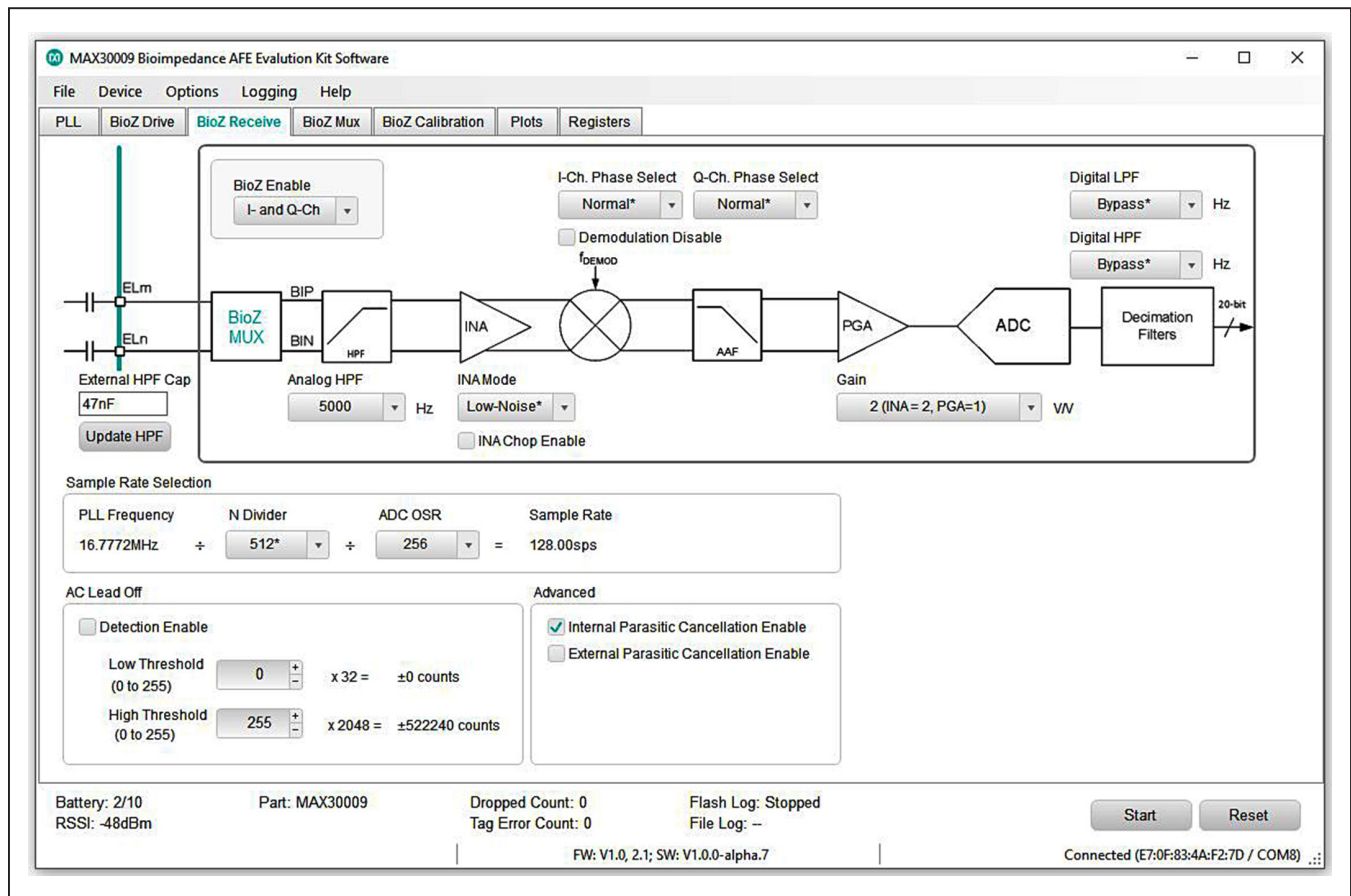 MAX30009 Bioimpedance AFE Evalution Kit Software
File Device Options Logging Help
PLL BioZ Drive BioZ Receive BioZ Mux BioZ Calibration Plots Registers
BioZ Enable
I- and Q-Ch
I-Ch. Phase Select Q-Ch. Phase Select
Normal* Normal*
Demodulation Disable
fDEMOD
Digital LPF
Bypass* Hz
Digital HPF
Bypass* Hz
ELm
ELn
BioZ
MUX
BIP
BIN
HPF
INA
AAF
PGA
ADC
Decimation
Filters
20-bit
External HPF Cap
47nF
Update HPF
Analog HPF
5000 Hz
INA Mode
Low-Noise*
INA Chop Enable
Gain
2 (INA = 2, PGA=1) V/V
Sample Rate Selection
PLL Frequency N Divider ADC OSR Sample Rate
16.7772MHz ÷ 512* ÷ 256 = 128.00sps
AC Lead Off
Detection Enable
Low Threshold
(0 to 255)
0 x 32 = ±0 counts
High Threshold
(0 to 255)
255 x 2048 = ±522240 counts
Advanced
Internal Parasitic Cancellation Enable
External Parasitic Cancellation Enable
Battery: 2/10 Part: MAX30009 Dropped Count: 0 Flash Log: Stopped
RSSI: -48dBm Tag Error Count: 0 File Log: --
Start Reset
FW: V1.0, 2.1; SW: V1.0.0-alpha.7 Connected (E7:0F:83:4A:F2:7D / COM8)